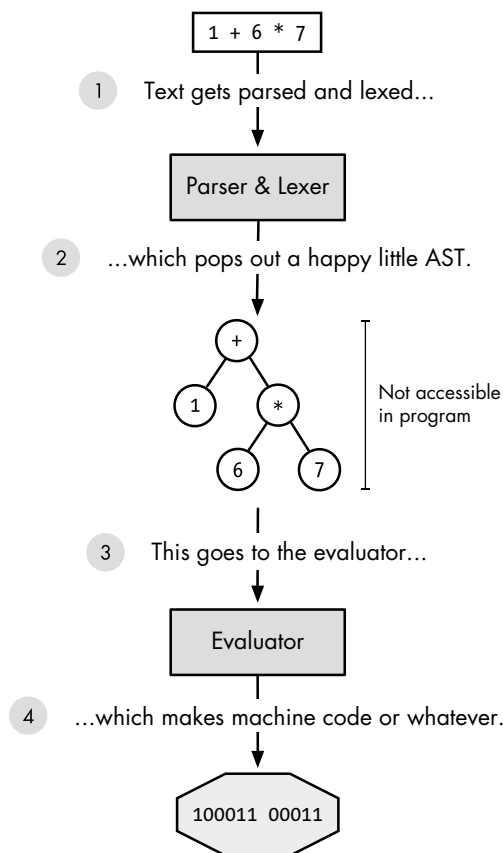 1 + 6 * 7
1 Text gets parsed and lexed...
Parser & Lexer
2 ...which pops out a happy little AST.
+
1 *
6 7
Not accessible
in program
3 This goes to the evaluator...
Evaluator
4 ...which makes machine code or whatever.
100011 00011